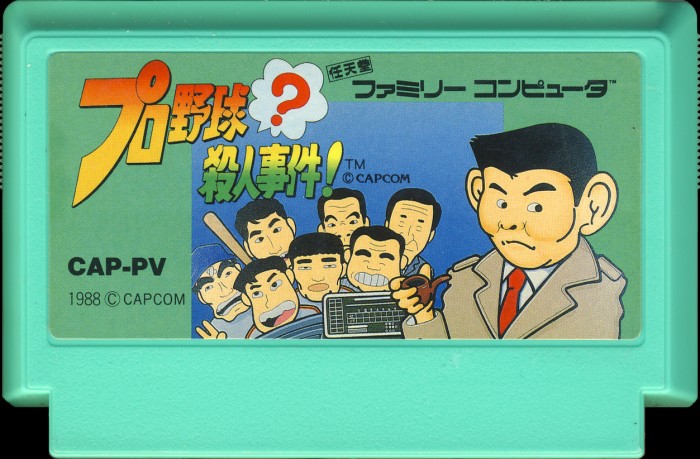 プロ野球?
殺人事件!™
©CAPCOM
任天堂
ファミリーコンピュータ™
CAP-PV
1988 ©CAPCOM